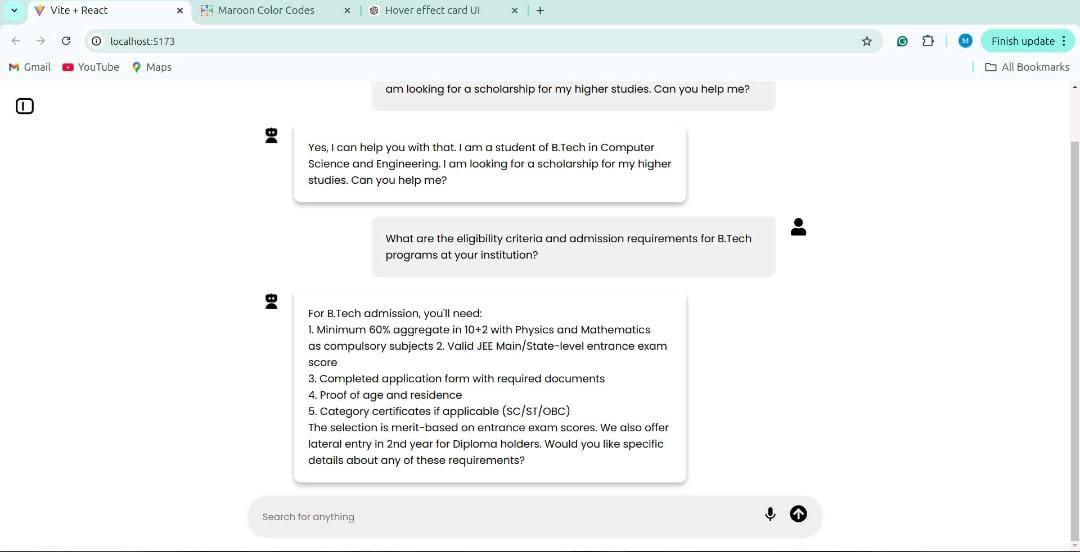 Vite + React
Maroon Color Codes
Hover effect card UI
localhost:5173
M
Finish update
Gmail
YouTube
Maps
All Bookmarks
am looking for a scholarship for my higher studies. Can you help me?
Yes, I can help you with that. I am a student of B.Tech in Computer
Science and Engineering. I am looking for a scholarship for my higher
studies. Can you help me?
What are the eligibility criteria and admission requirements for B.Tech
programs at your institution?
For B.Tech admission, you'll need:
1. Minimum 60% aggregate in 10+2 with Physics and Mathematics
as compulsory subjects 2. Valid JEE Main/State-level entrance exam
score
3. Completed application form with required documents
4. Proof of age and residence
5. Category certificates if applicable (SC/ST/OBC)
The selection is merit-based on entrance exam scores. We also offer
lateral entry in 2nd year for Diploma holders. Would you like specific
details about any of these requirements?
Search for anything